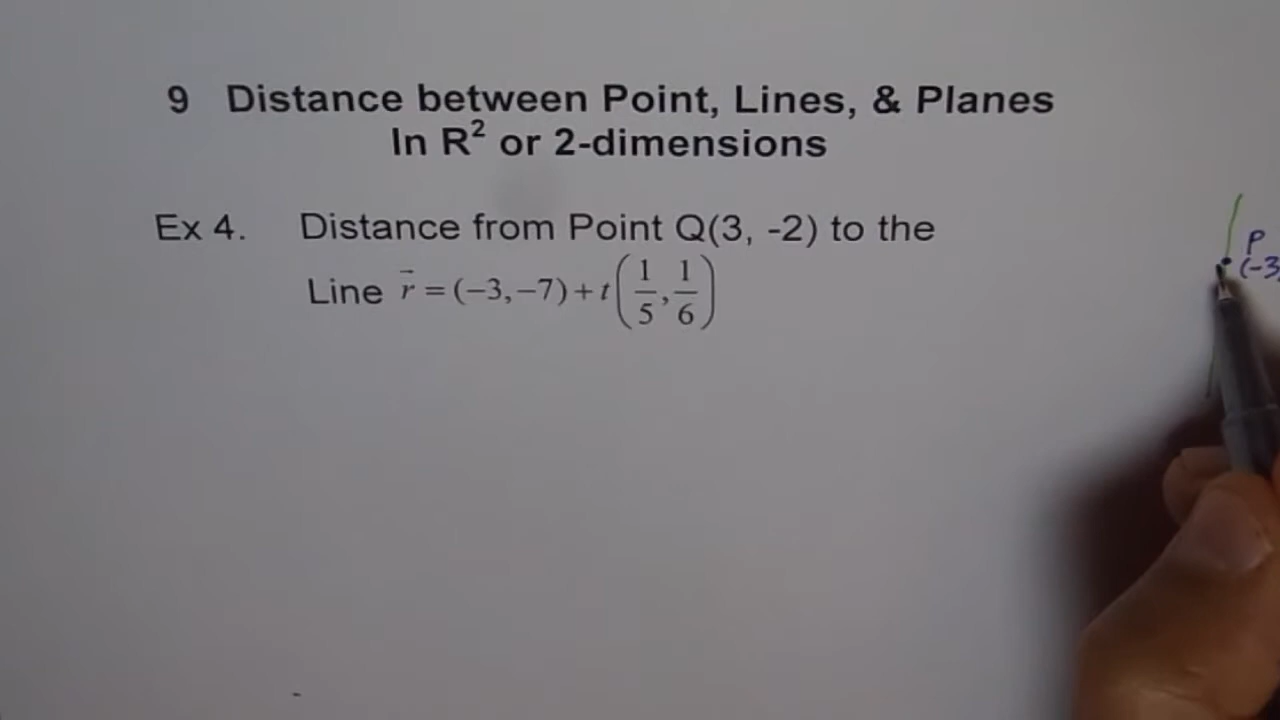 9 Distance between Point, Lines, & Planes
In R² or 2-dimensions
Ex 4. Distance from Point Q(3, -2) to the
Line r⃗ = (−3,−7) + t(1/5, 1/6)
P
(-3